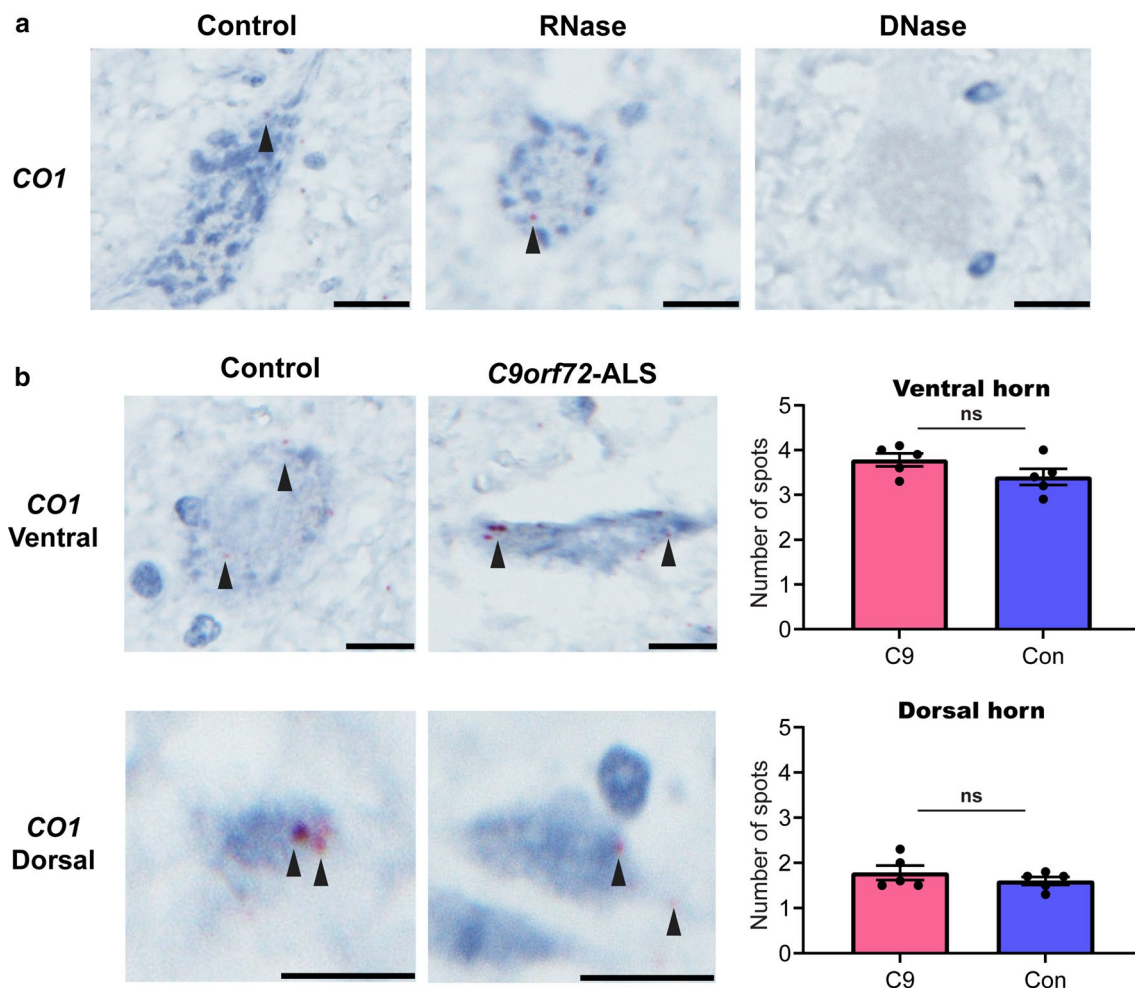 a
Control
RNase
DNase
CO1
b
Control
C9orf72-ALS
CO1
Ventral
Ventral horn
ns
Number of spots
5
4
3
2
1
0
C9
Con
CO1
Dorsal
Dorsal horn
ns
Number of spots
5
4
3
2
1
0
C9
Con